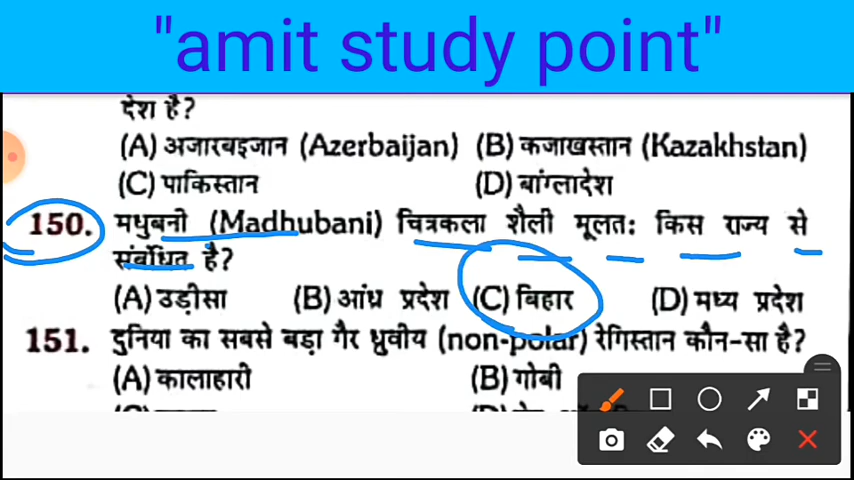 "amit study point"
देश है?
(A) अजारबइजान (Azerbaijan) (B) कजाखस्तान (Kazakhstan)
(C) पाकिस्तान (D) बांग्लादेश
150. मधुबनी (Madhubani) चित्रकला शैली मूलतः किस राज्य से
संबंधित है?
(A) उड़ीसा (B) आंध्र प्रदेश (C) बिहार (D) मध्य प्रदेश
151. दुनिया का सबसे बड़ा गैर ध्रुवीय (non-polar) रेगिस्तान कौन-सा है?
(A) कालाहारी (B) गोबी